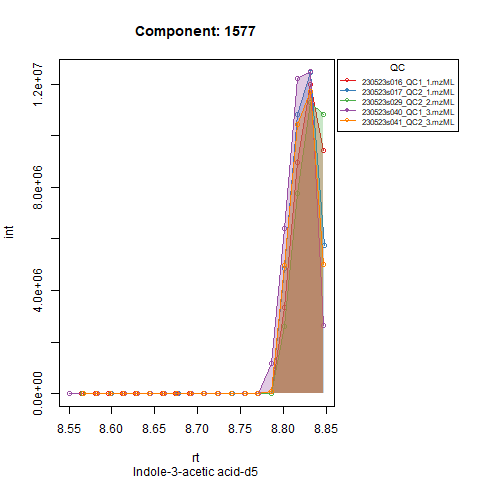 Component: 1577
QC
230523s016_QC1_1.mzML
230523s017_QC2_1.mzML
230523s029_QC2_2.mzML
230523s040_QC1_3.mzML
230523s041_QC2_3.mzML
int
1.2e+07
8.0e+06
4.0e+06
0.0e+00
8.55 8.60 8.65 8.70 8.75 8.80 8.85
rt
Indole-3-acetic acid-d5